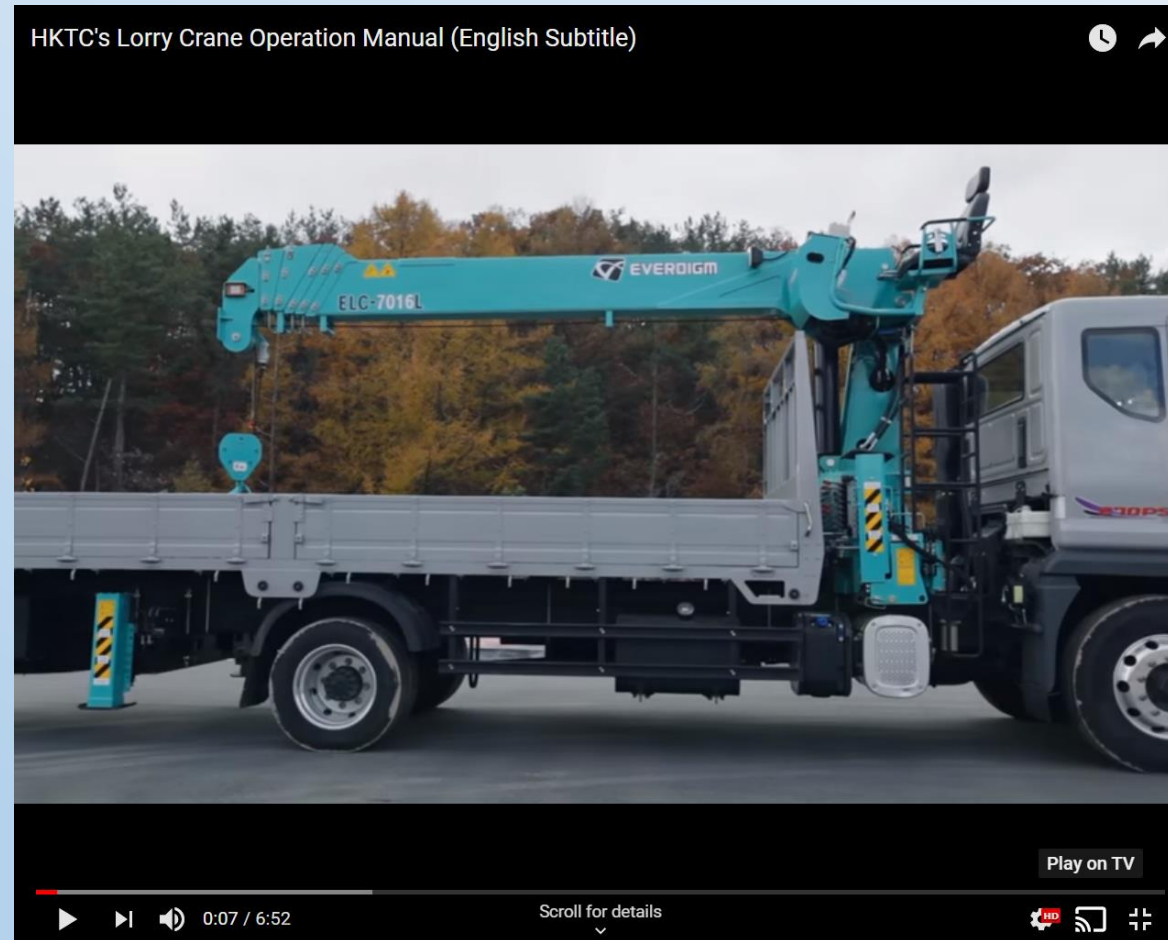 HKTC's Lorry Crane Operation Manual (English Subtitle)
EVERDIGM
ELC-7016L
Play on TV
0:07 / 6:52
Scroll for details
HD